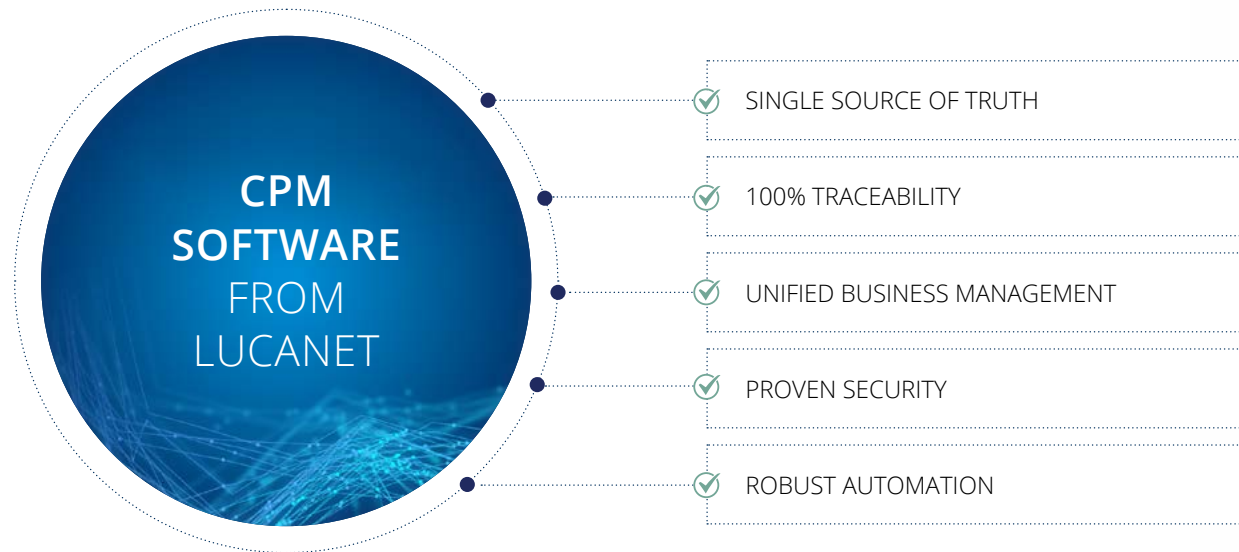 CPM
SOFTWARE
FROM
LUCANET
SINGLE SOURCE OF TRUTH
100% TRACEABILITY
UNIFIED BUSINESS MANAGEMENT
PROVEN SECURITY
ROBUST AUTOMATION